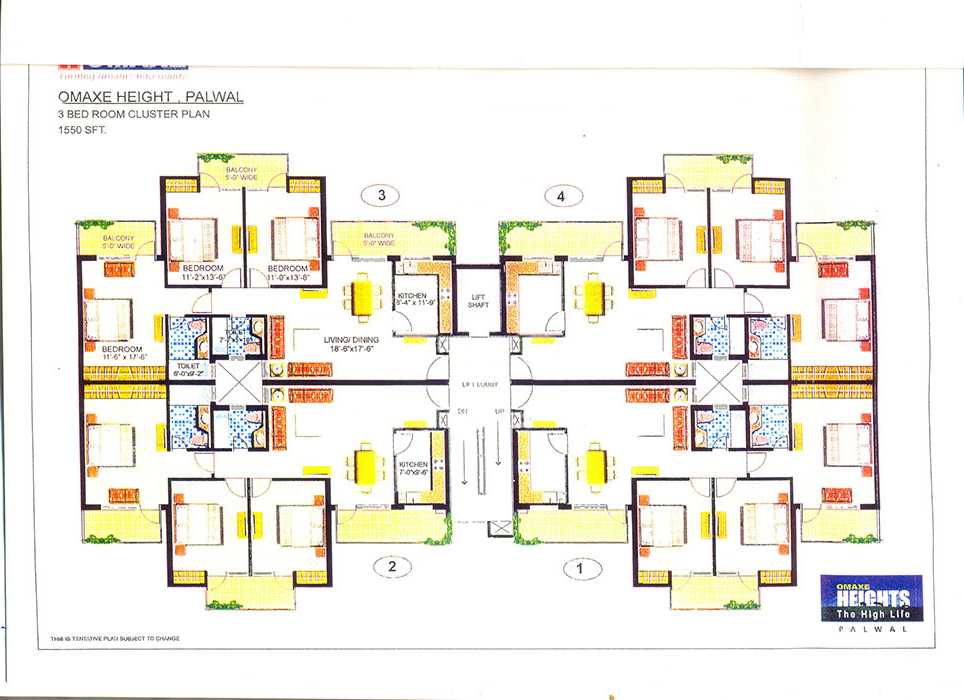 OMAXE HEIGHT , PALWAL
3 BED ROOM CLUSTER PLAN
1550 SFT.
BALCONY
5'-0" WIDE
3
4
BALCONY
5'-0" WIDE
BALCONY
5'-0" WIDE
BEDROOM
11'-2"x13'-6"
BEDROOM
11'-0"x13'-6"
KITCHEN
8'-4" x 11'-9"
LIFT
SHAFT
BEDROOM
11'-6" x 17'-6"
LIVING/ DINING
18'-6"x17'-6"
TOILET
6'-0"x9'-2"
LIFT LOBBY
DN
UP
KITCHEN
7'-0"x9'-6"
2
1
OMAXE
HEIGHTS
The High Life
PALWAL
THIS IS TENTATIVE PLAN SUBJECT TO CHANGE